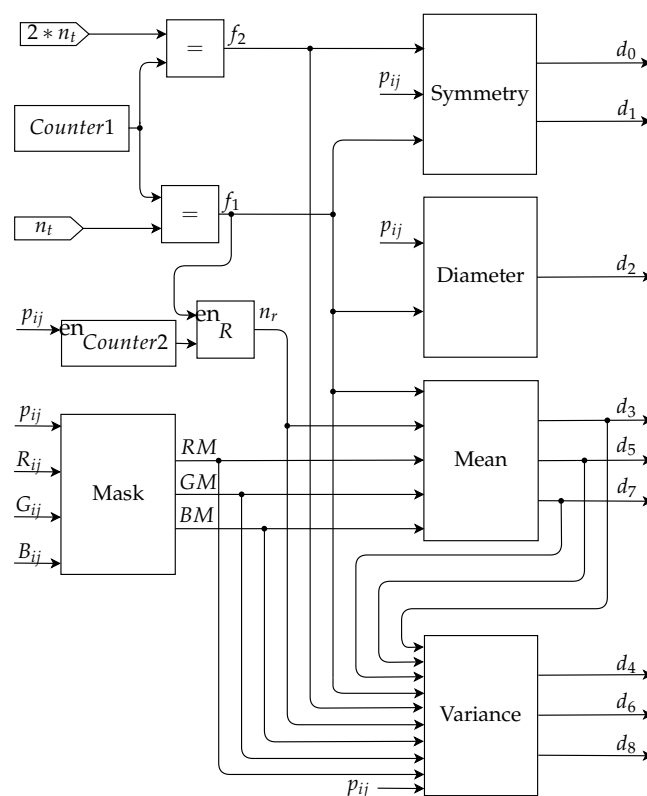 2 * n_t
=
f_2
d_0
p_ij
Symmetry
Counter1
d_1
=
f_1
n_t
p_ij
d_2
Diameter
p_ij
en
Counter2
en
R
n_r
p_ij
RM
d_3
R_ij
Mask
GM
Mean
d_5
G_ij
BM
d_7
B_ij
d_4
Variance
d_6
d_8
p_ij